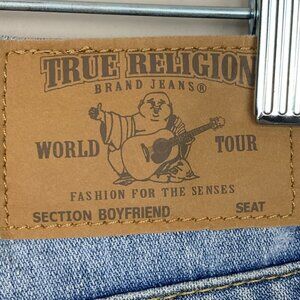 TRUE RELIGION
BRAND JEANS®
WORLD TOUR
FASHION FOR THE SENSES
SECTION BOYFRIEND SEAT